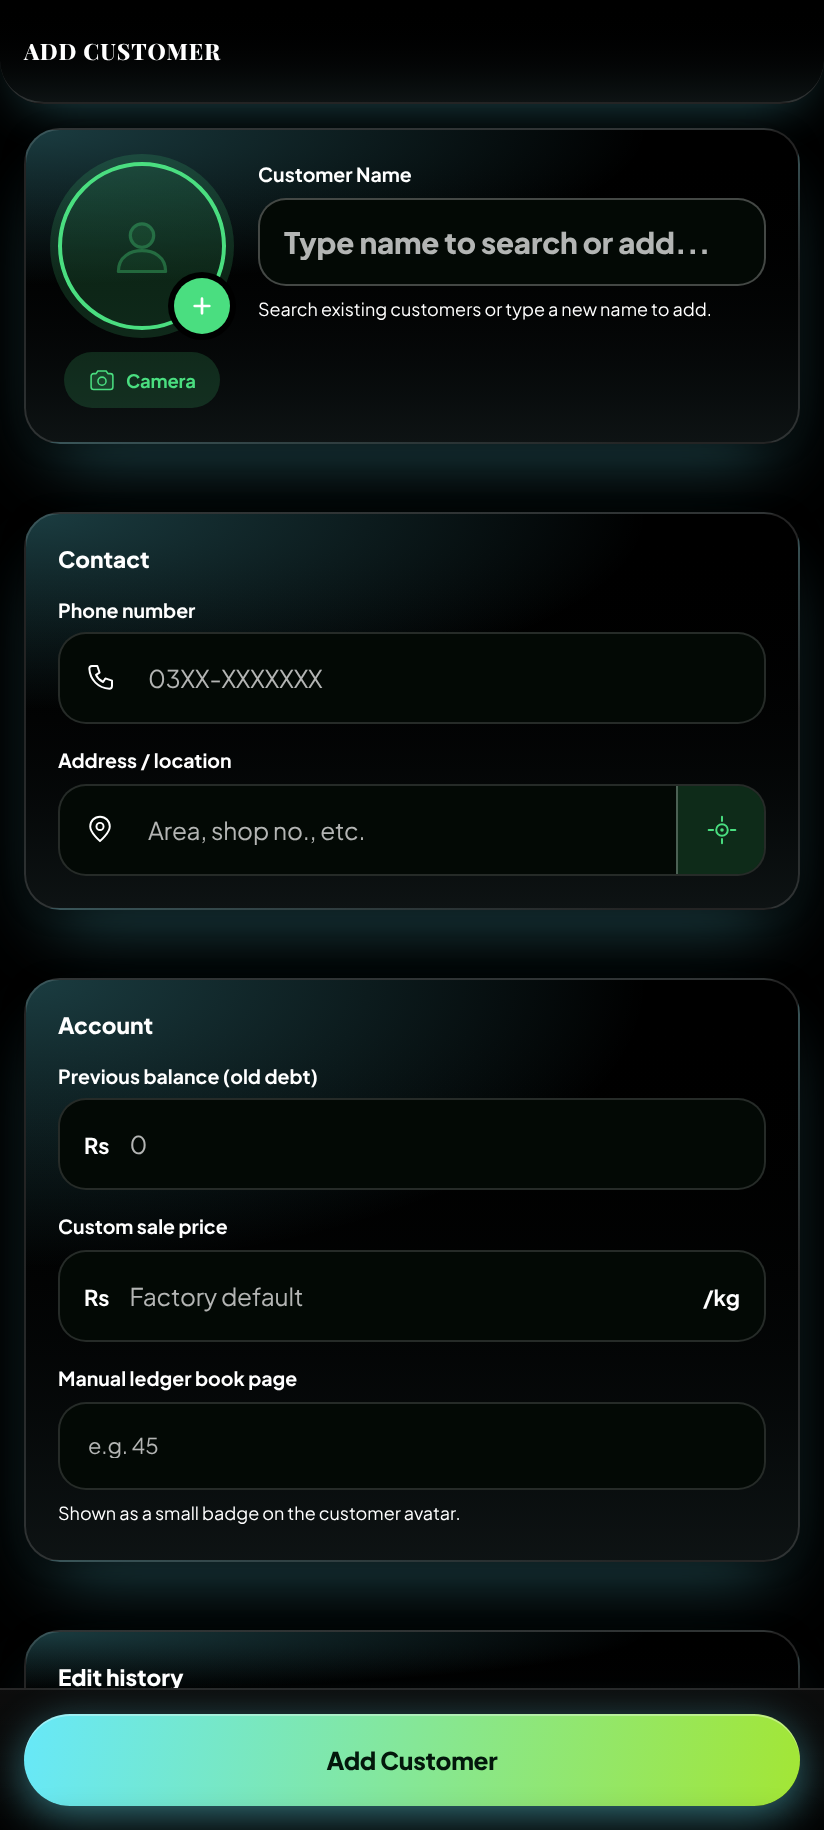 ADD CUSTOMER
Customer Name
Type name to search or add...
Search existing customers or type a new name to add.
Camera
Contact
Phone number
03XX-XXXXXXX
Address / location
Area, shop no., etc.
Account
Previous balance (old debt)
Rs 0
Custom sale price
Rs Factory default /kg
Manual ledger book page
e.g. 45
Shown as a small badge on the customer avatar.
Edit history
Add Customer